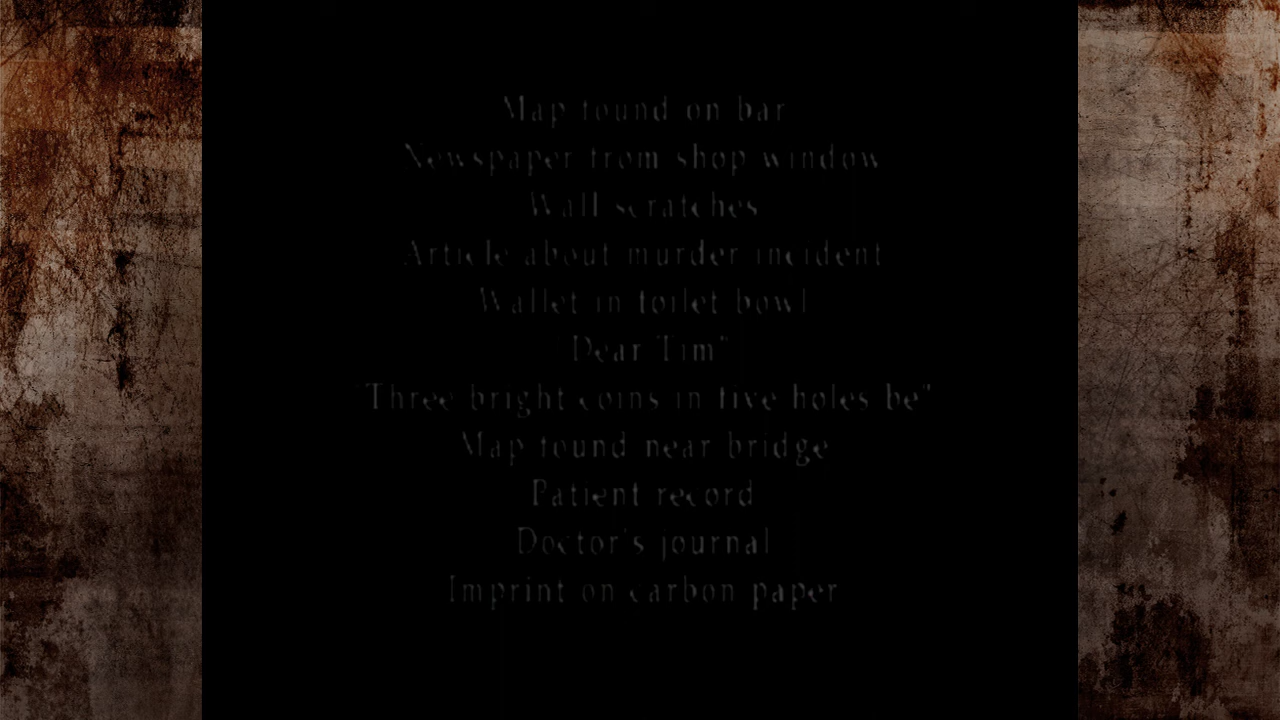 Map found on bar
Newspaper from shop window
Wall scratches
Article about murder incident
Wallet in toilet bowl
"Dear Tim"
"Three bright coins in five holes be"
Map found near bridge
Patient record
Doctor's journal
Imprint on carbon paper